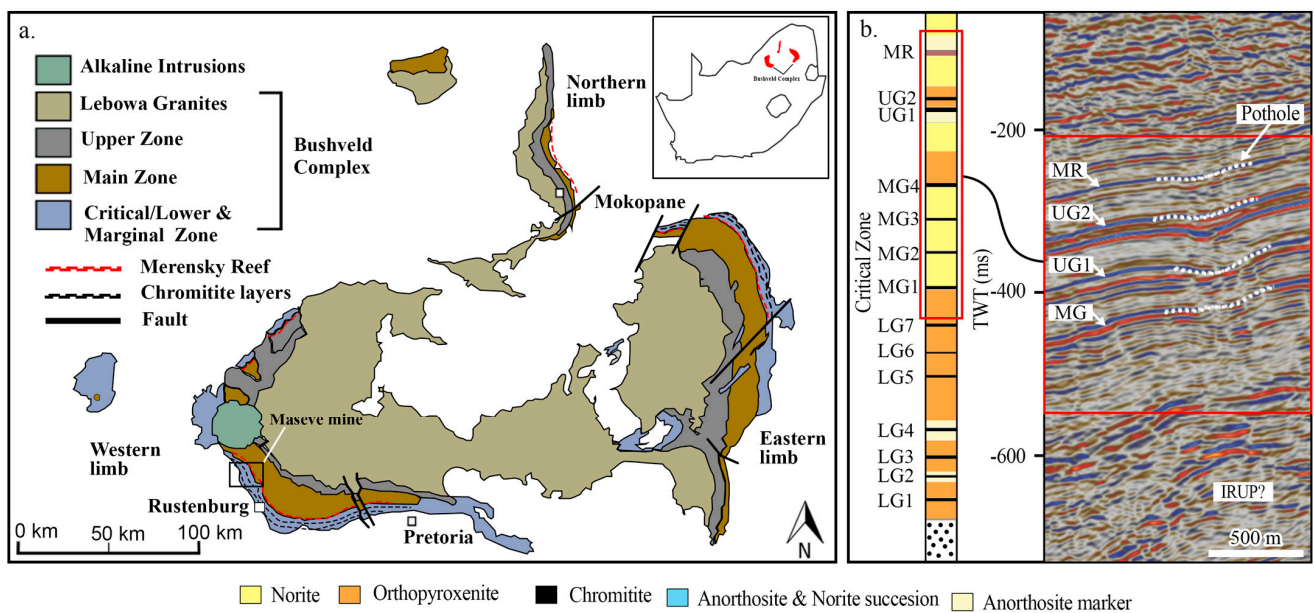 a.
Alkaline Intrusions
Lebowa Granites
Upper Zone
Main Zone
Critical/Lower &
Marginal Zone
Bushveld
Complex
Merensky Reef
Chromitite layers
Fault
Northern
limb
Bushveld Complex
Mokopane
Maseve mine
Western
limb
Eastern
limb
Rustenburg
Pretoria
0 km
50 km
100 km
N
b.
MR
UG2
UG1
MG4
MG3
MG2
MG1
LG7
LG6
LG5
LG4
LG3
LG2
LG1
Critical Zone
TWT (ms)
-200
-400
-600
Pothole
MR
UG2
UG1
MG
IRUP?
500 m
Norite
Orthopyroxenite
Chromitite
Anorthosite & Norite succesion
Anorthosite marker